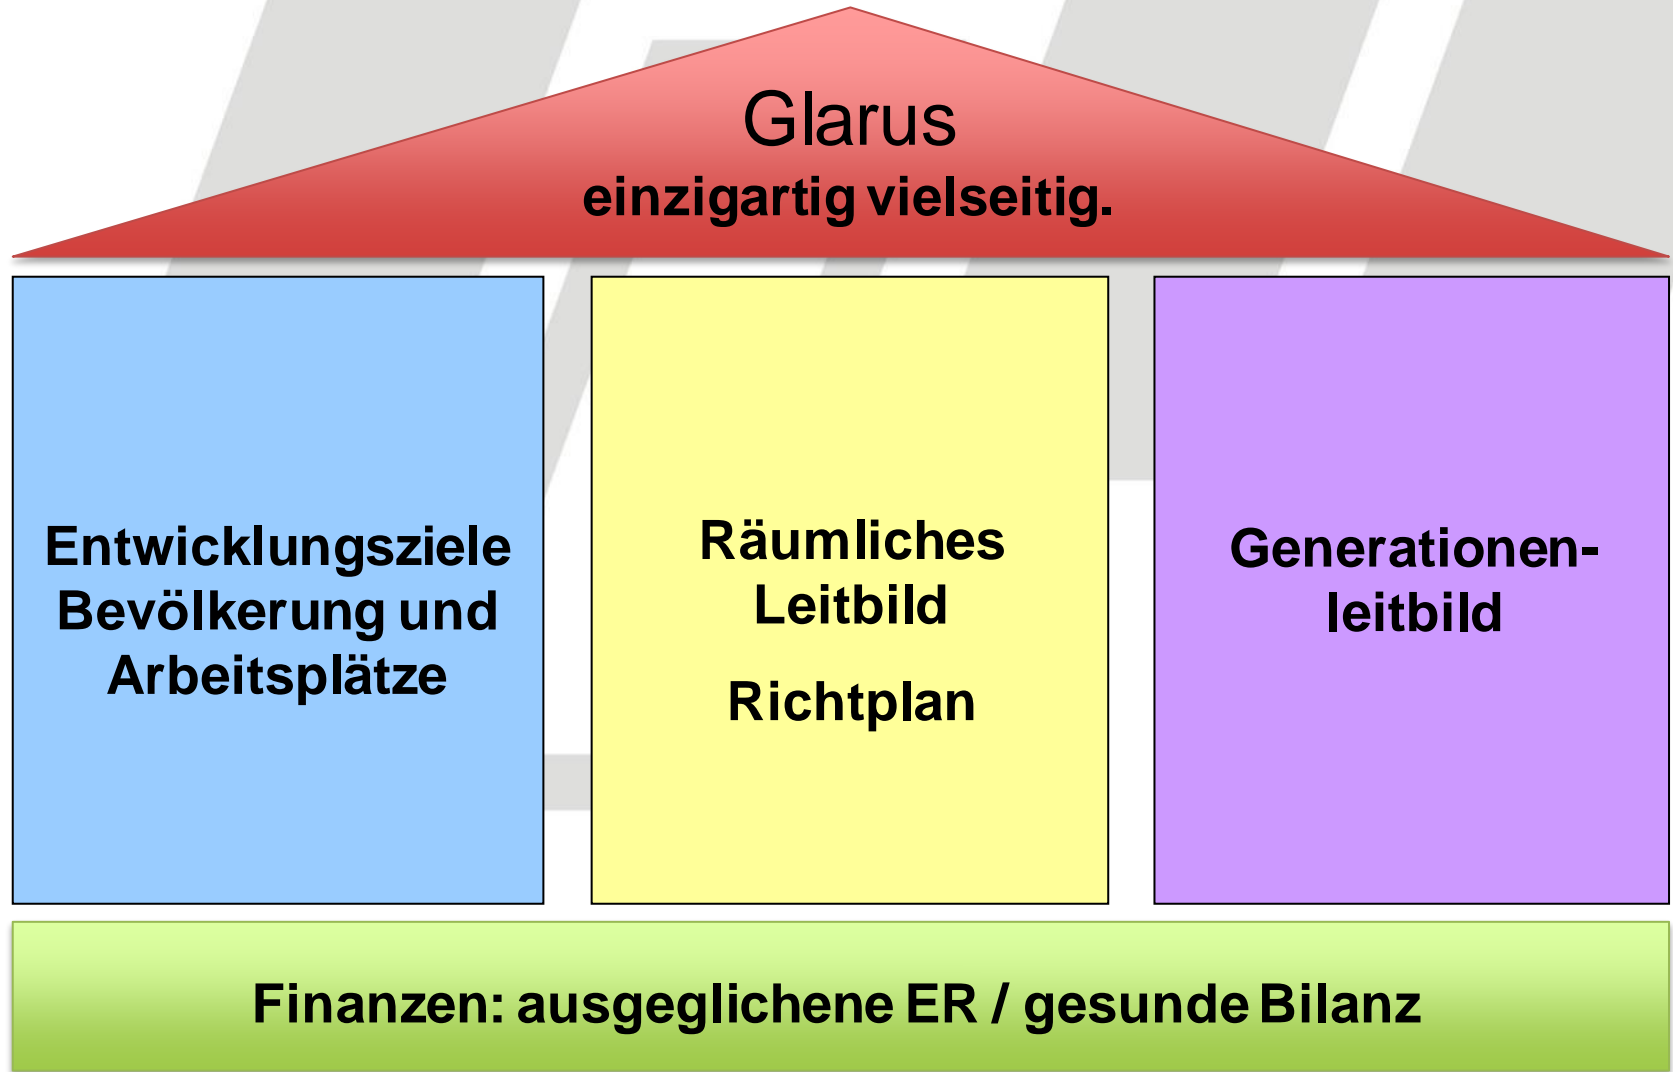 Glarus
einzigartig vielseitig.
Entwicklungsziele
Bevölkerung und
Arbeitsplätze
Räumliches
Leitbild
Richtplan
Generationen-
leitbild
Finanzen: ausgeglichene ER / gesunde Bilanz